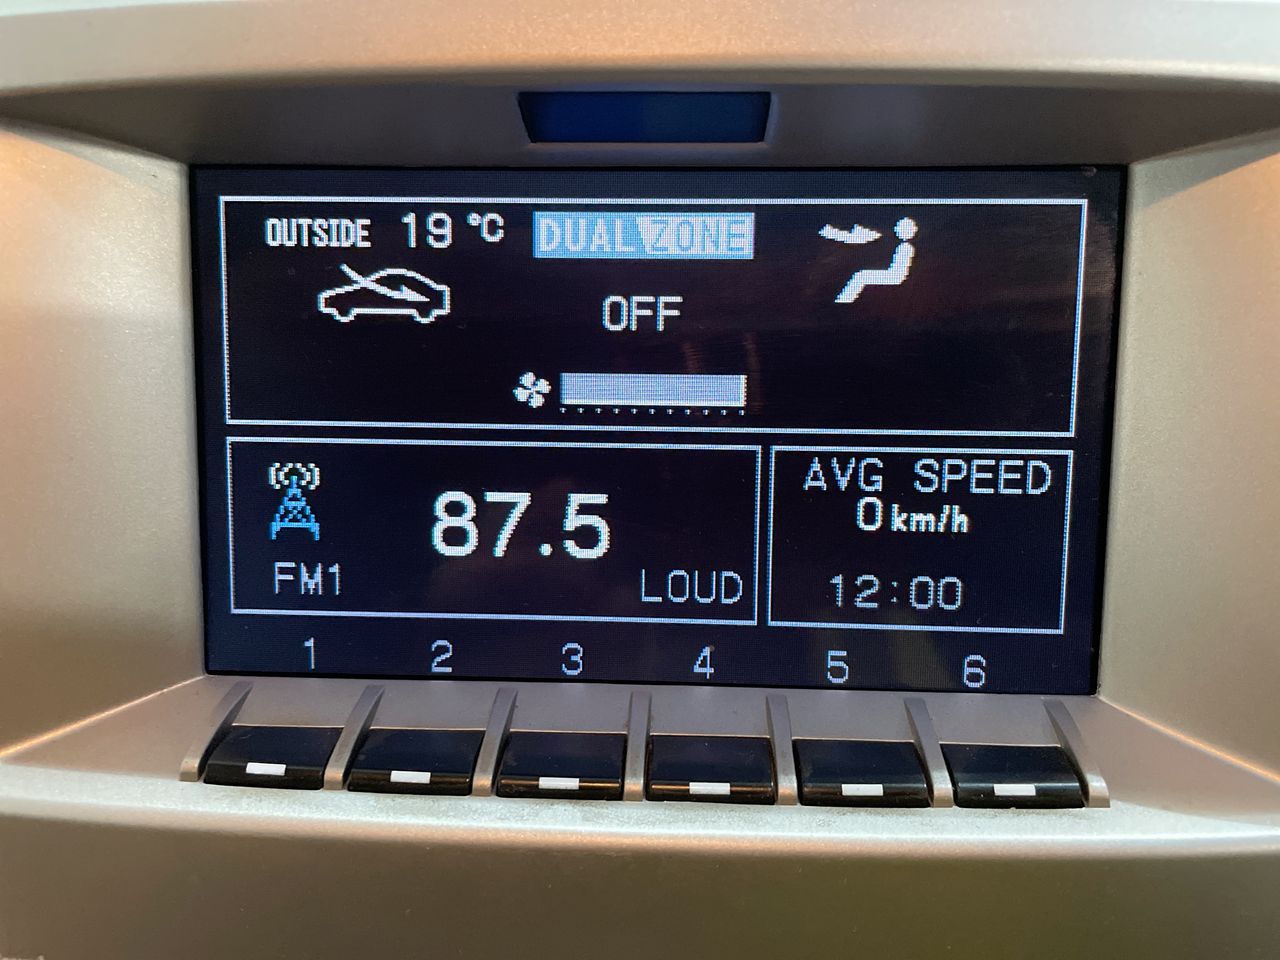 OUTSIDE 19 °C DUAL ZONE
OFF
87.5
FM1 LOUD
AVG SPEED
0 km/h
12:00
1 2 3 4 5 6